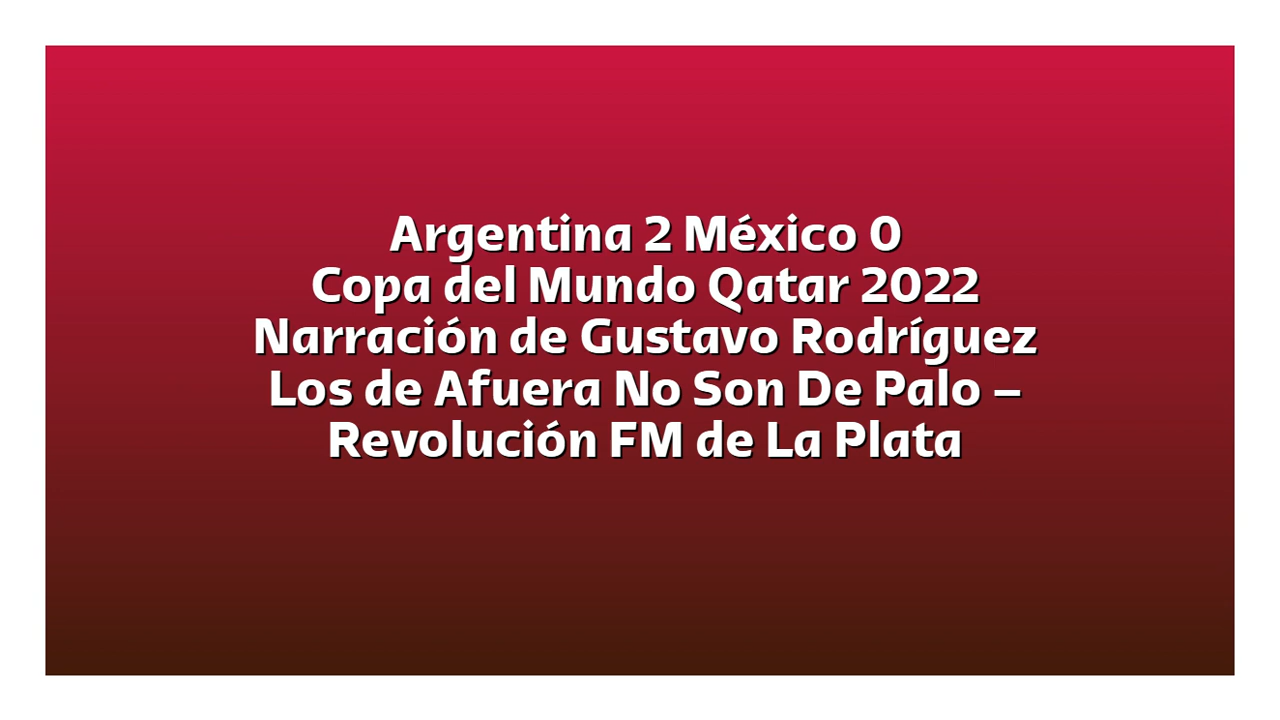 Argentina 2 México 0
Copa del Mundo Qatar 2022
Narración de Gustavo Rodríguez
Los de Afuera No Son De Palo –
Revolución FM de La Plata